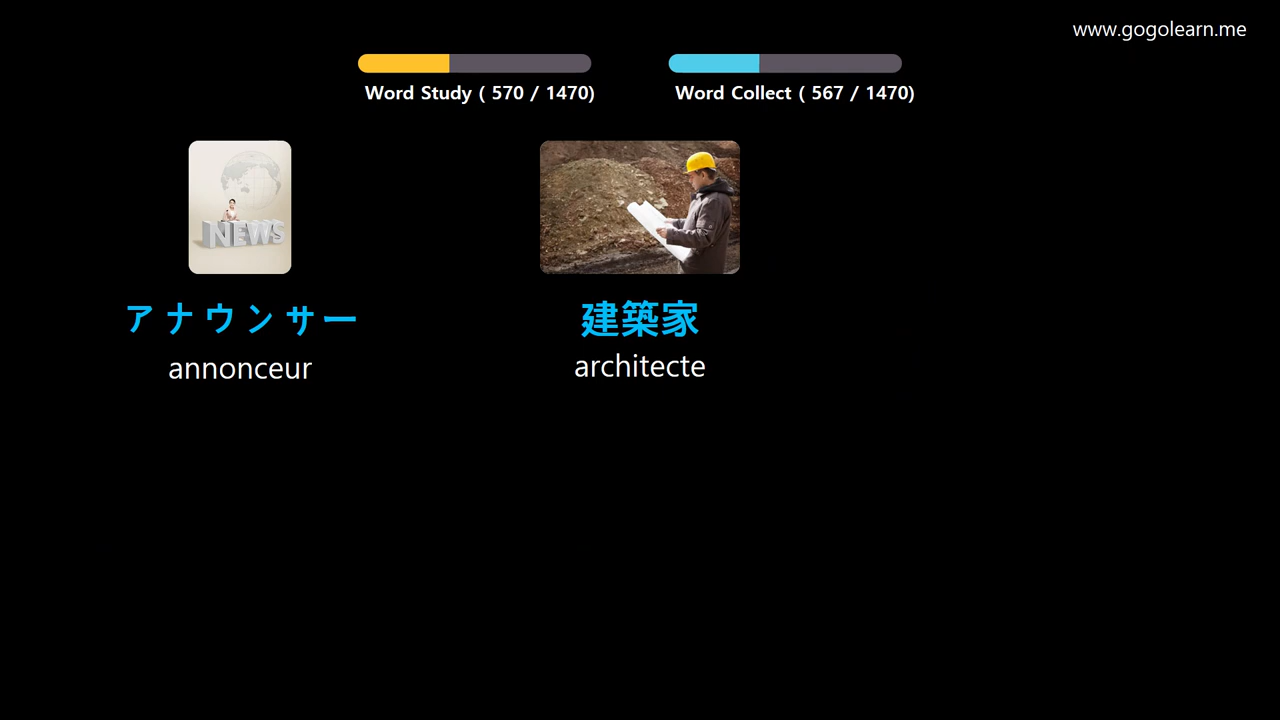 www.gogolearn.me
Word Study ( 570 / 1470)
Word Collect ( 567 / 1470)
NEWS
アナウンサー
annonceur
建築家
architecte